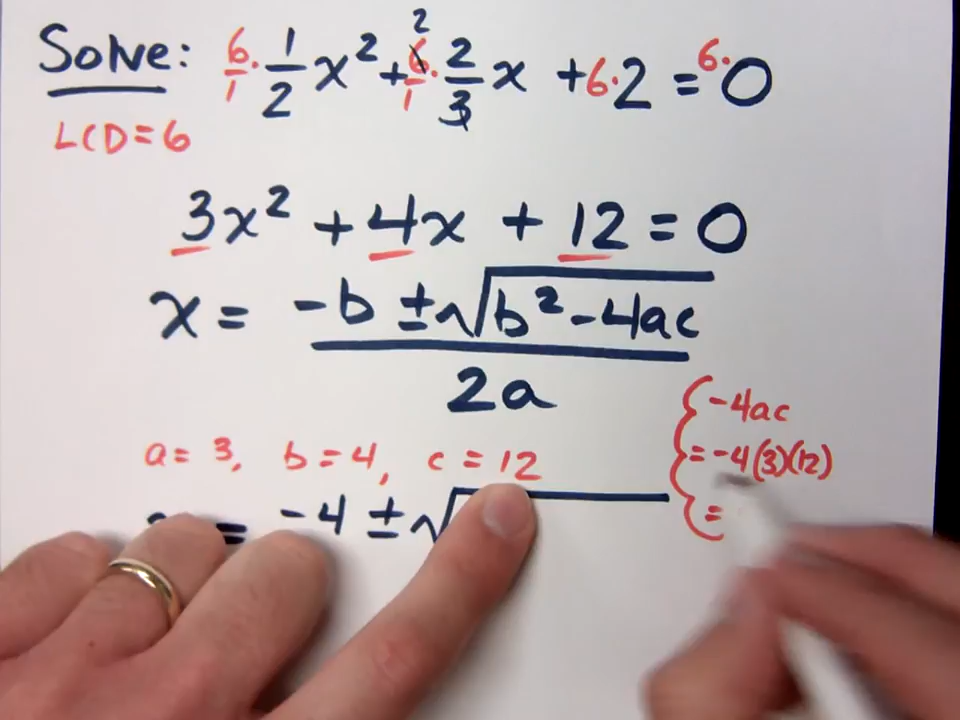 Solve: 6/1 · 1/2 x² + 6/1 · 2/3 x + 6 · 2 = 6 · 0
2
LCD = 6
3x² + 4x + 12 = 0
x = (-b ± √(b² - 4ac)) / 2a
-4ac
a = 3, b = 4, c = 12
= -4(3)(12)
= -4 ± √
=